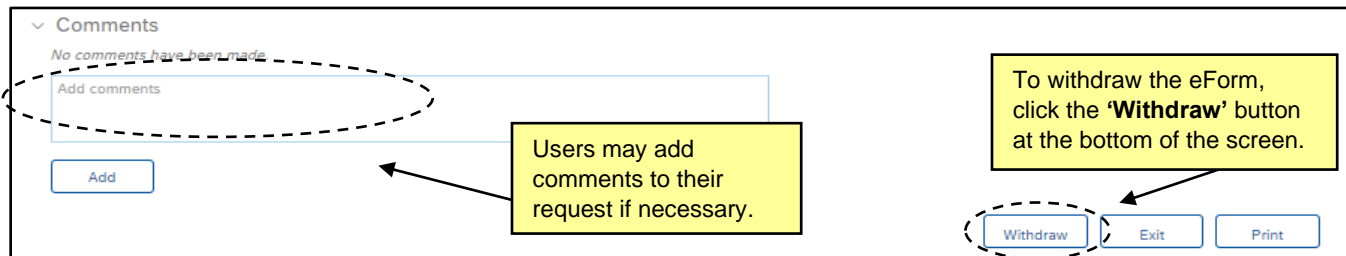 Comments
No comments have been made.
Add comments
To withdraw the eForm,
click the ‘Withdraw’ button
at the bottom of the screen.
Users may add
comments to their
request if necessary.
Add
Withdraw
Exit
Print